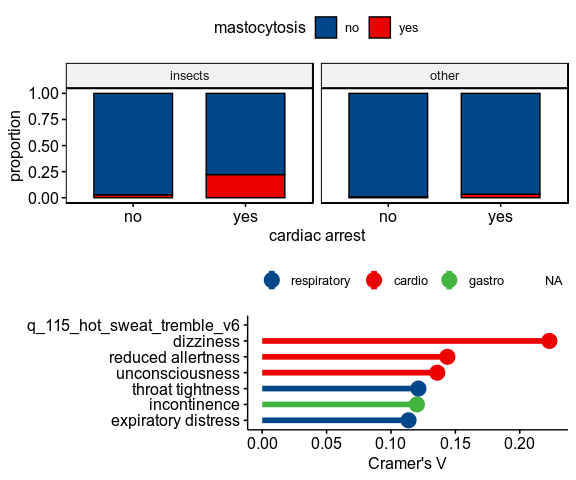 mastocytosis no yes
insects other
1.00
0.75
0.50
0.25
0.00
proportion
no yes no yes
cardiac arrest
respiratory cardio gastro NA
q_115_hot_sweat_tremble_v6
dizziness
reduced allertness
unconsciousness
throat tightness
incontinence
expiratory distress
0.00 0.05 0.10 0.15 0.20
Cramer's V